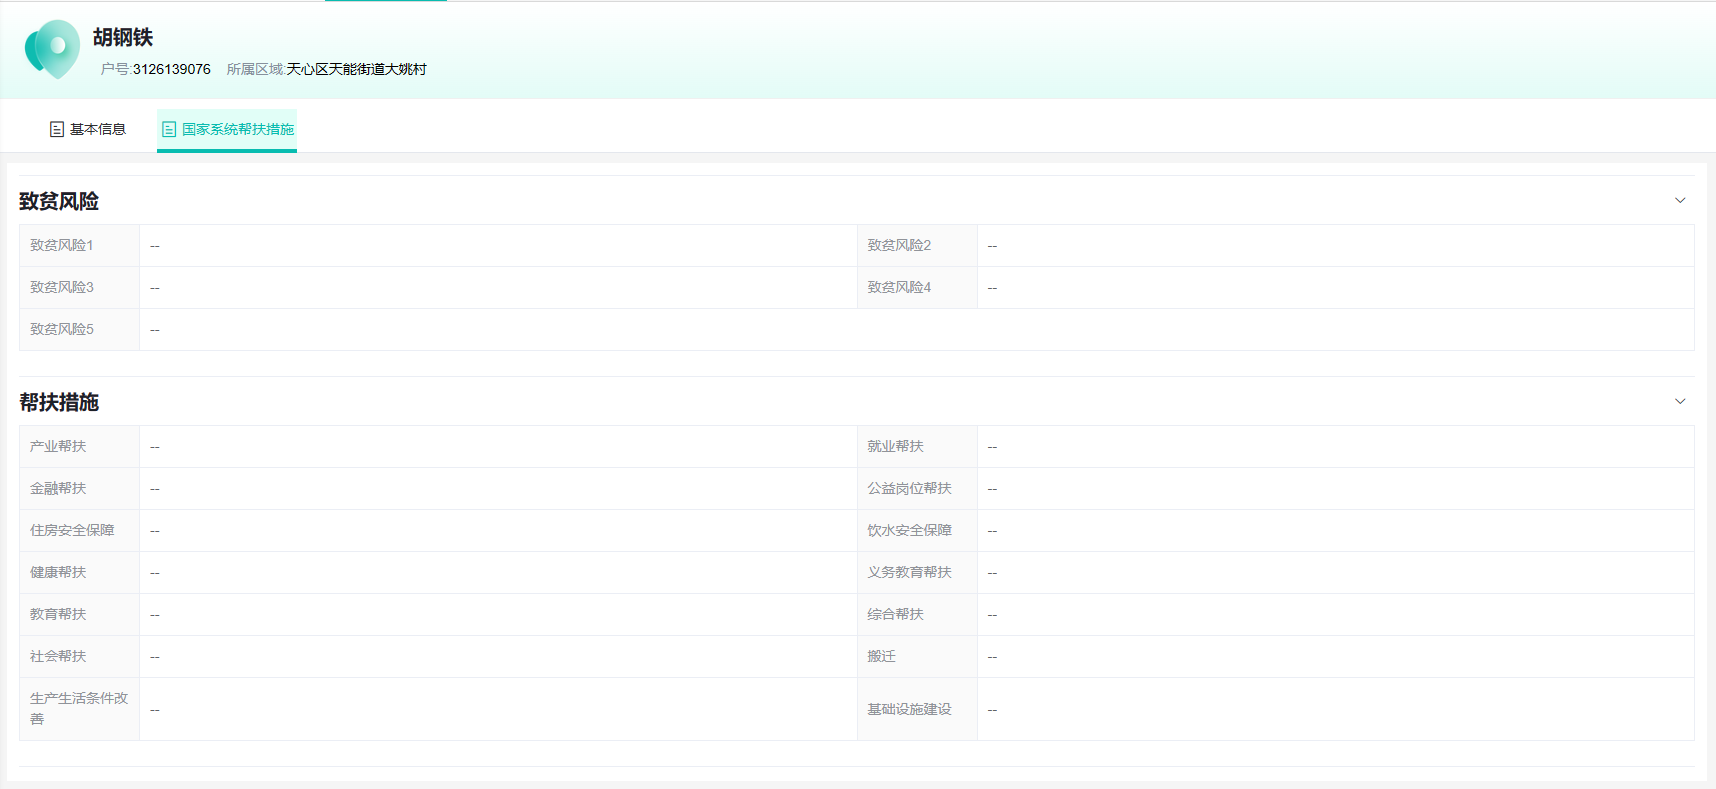 胡钢铁
户号:3126139076 所属区域:天心区天能街道大姚村
基本信息 国家系统帮扶措施
致贫风险
致贫风险1 -- 致贫风险2 --
致贫风险3 -- 致贫风险4 --
致贫风险5 --
帮扶措施
产业帮扶 -- 就业帮扶 --
金融帮扶 -- 公益岗位帮扶 --
住房安全保障 -- 饮水安全保障 --
健康帮扶 -- 义务教育帮扶 --
教育帮扶 -- 综合帮扶 --
社会帮扶 -- 搬迁 --
生产生活条件改
善 -- 基础设施建设 --